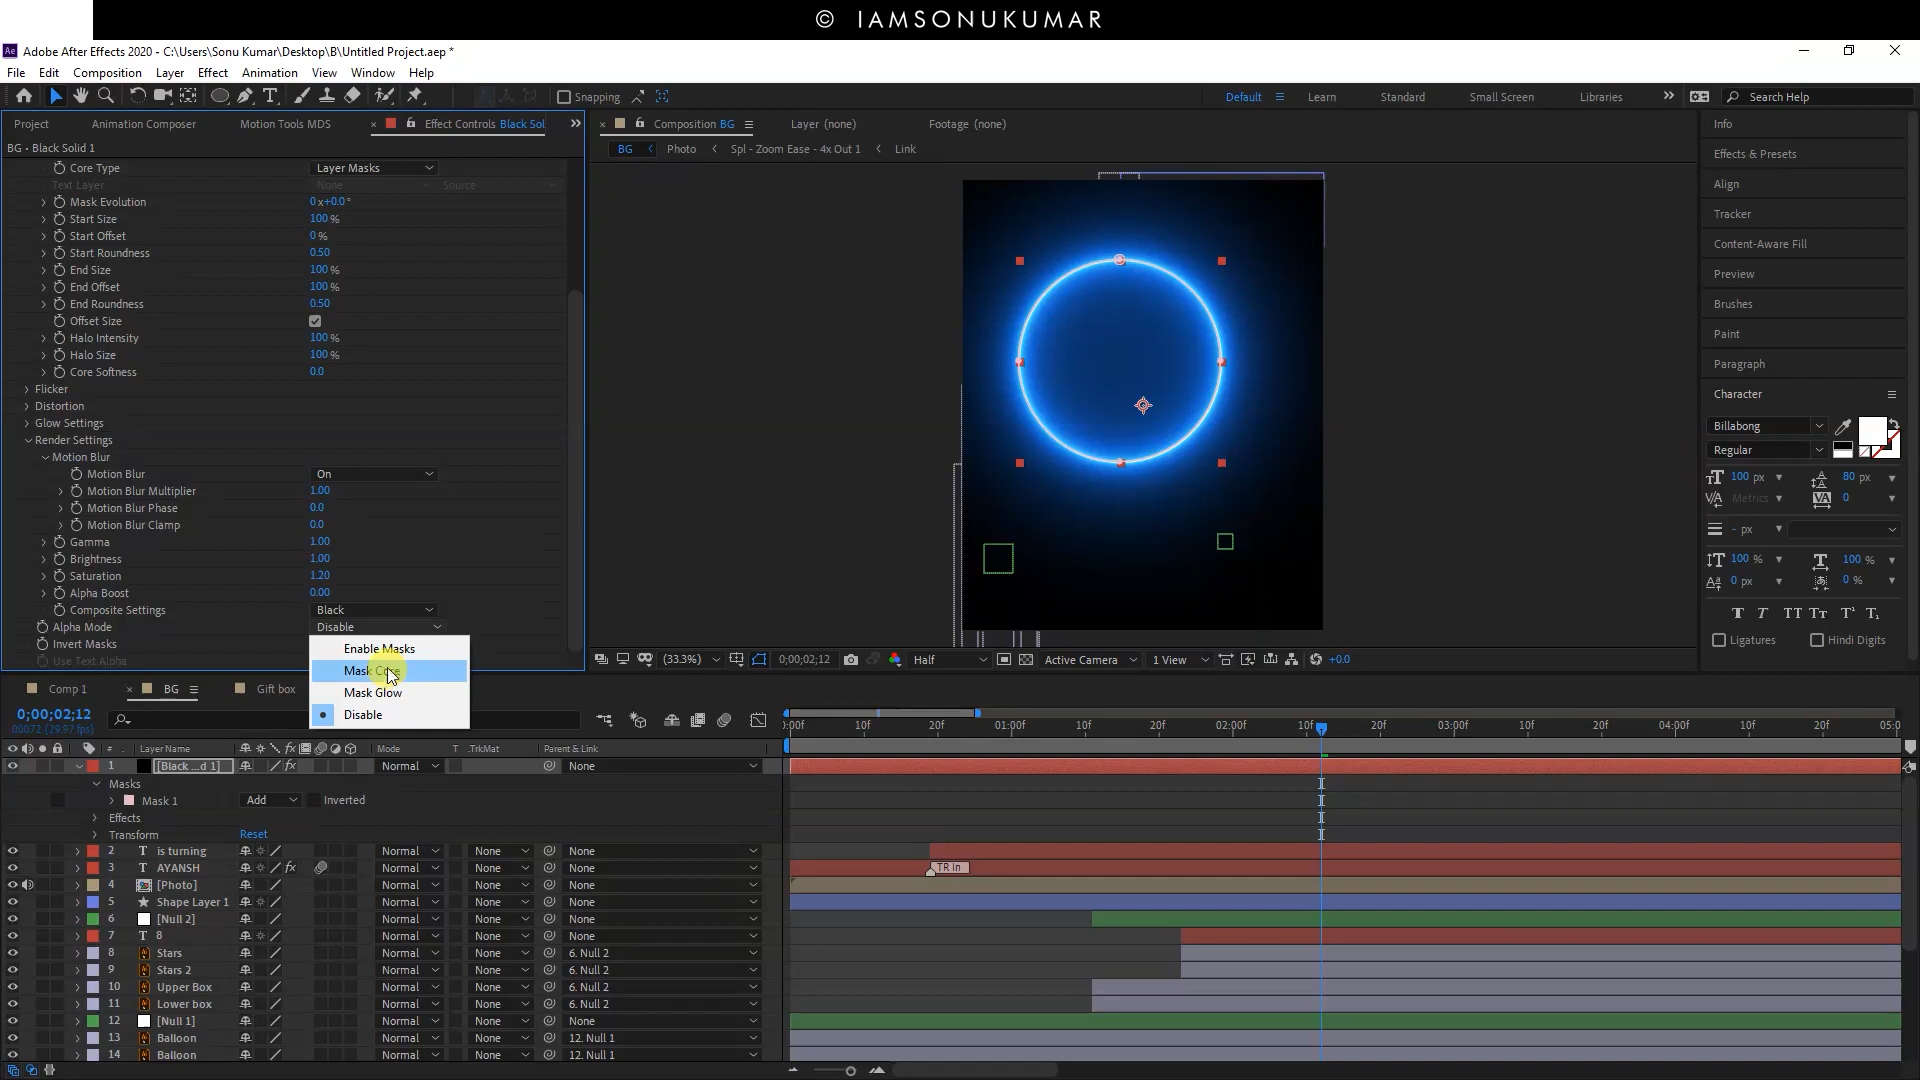 © IAMSONUKUMAR
Ae Adobe After Effects 2020 - C:\Users\Sonu Kumar\Desktop\B\Untitled Project.aep *
File Edit Composition Layer Effect Animation View Window Help
Snapping Default Learn Standard Small Screen Libraries Search Help
Project Animation Composer Motion Tools MDS Effect Controls Black Sol
Composition BG Layer (none) Footage (none)
BG • Black Solid 1
BG Photo Spl - Zoom Ease - 4x Out 1 Link
Core Type Layer Masks
Text Layer None Source
Mask Evolution 0x+0.0°
Start Size 100 %
Start Offset 0 %
Start Roundness 0.50
End Size 100 %
End Offset 100 %
End Roundness 0.50
Offset Size
Halo Intensity 100 %
Halo Size 100 %
Core Softness 0.0
Flicker
Distortion
Glow Settings
Render Settings
Motion Blur
Motion Blur On
Motion Blur Multiplier 1.00
Motion Blur Phase 0.0
Motion Blur Clamp 0.0
Gamma 1.00
Brightness 1.00
Saturation 1.20
Alpha Boost 0.00
Composite Settings Black
Alpha Mode Disable
Invert Masks
Use Text Alpha
Enable Masks
Mask Core
Mask Glow
Disable
(33.3%) 0;00;02;12 Half Active Camera 1 View +0.0
Info
Effects & Presets
Align
Tracker
Content-Aware Fill
Preview
Brushes
Paint
Paragraph
Character
Billabong
Regular
100 px 80 px
Metrics 0
- px
100 % 100 %
0 px 0 %
T T TT Tt T¹ T₁
Ligatures Hindi Digits
Comp 1 BG Gift box
0;00;02;12
00072 (29.97 fps)
:00f 10f 20f 01:00f 10f 20f 02:00f 10f 20f 03:00f 10f 20f 04:00f 10f 20f 05:0
# Layer Name Mode T .TrkMat Parent & Link
1 [Black ...d 1] Normal None
Masks
Mask 1 Add Inverted
Effects
Transform Reset
2 T is turning Normal None None
3 T AYANSH Normal None None TR In
4 [Photo] Normal None None
5 Shape Layer 1 Normal None None
6 [Null 2] Normal None None
7 T 8 Normal None None
8 Stars Normal None 6. Null 2
9 Stars 2 Normal None 6. Null 2
10 Upper Box Normal None 6. Null 2
11 Lower box Normal None 6. Null 2
12 [Null 1] Normal None None
13 Balloon Normal None 12. Null 1
14 Balloon Normal None 12. Null 1